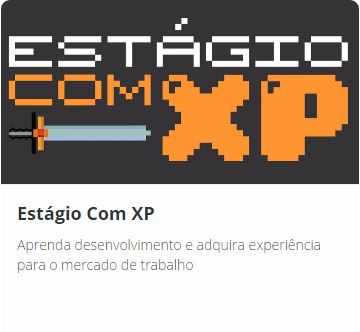 ESTÁGIO
COM XP
Estágio Com XP
Aprenda desenvolvimento e adquira experiência
para o mercado de trabalho